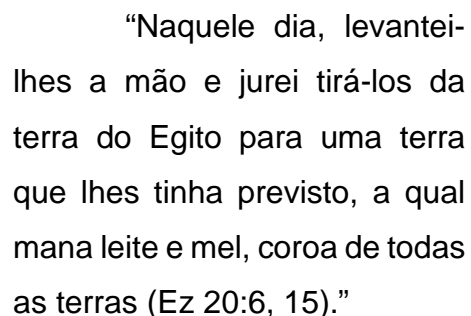 “Naquele dia, levantei-
lhes a mão e jurei tirá-los da
terra do Egito para uma terra
que lhes tinha previsto, a qual
mana leite e mel, coroa de todas
as terras (Ez 20:6, 15).”